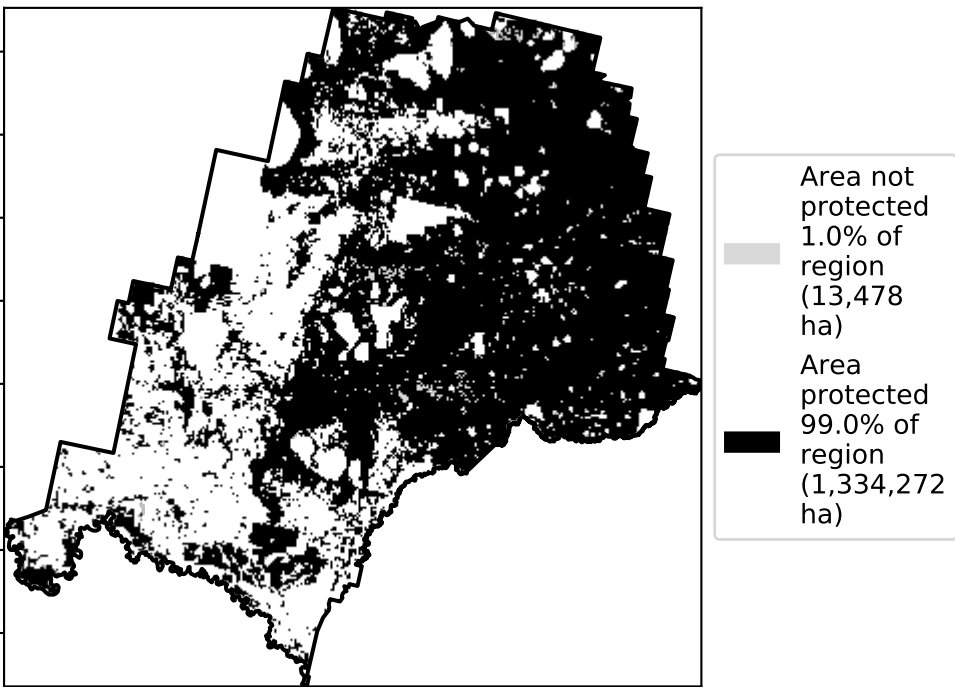 Area not
protected
1.0% of
region
(13,478
ha)
Area
protected
99.0% of
region
(1,334,272
ha)